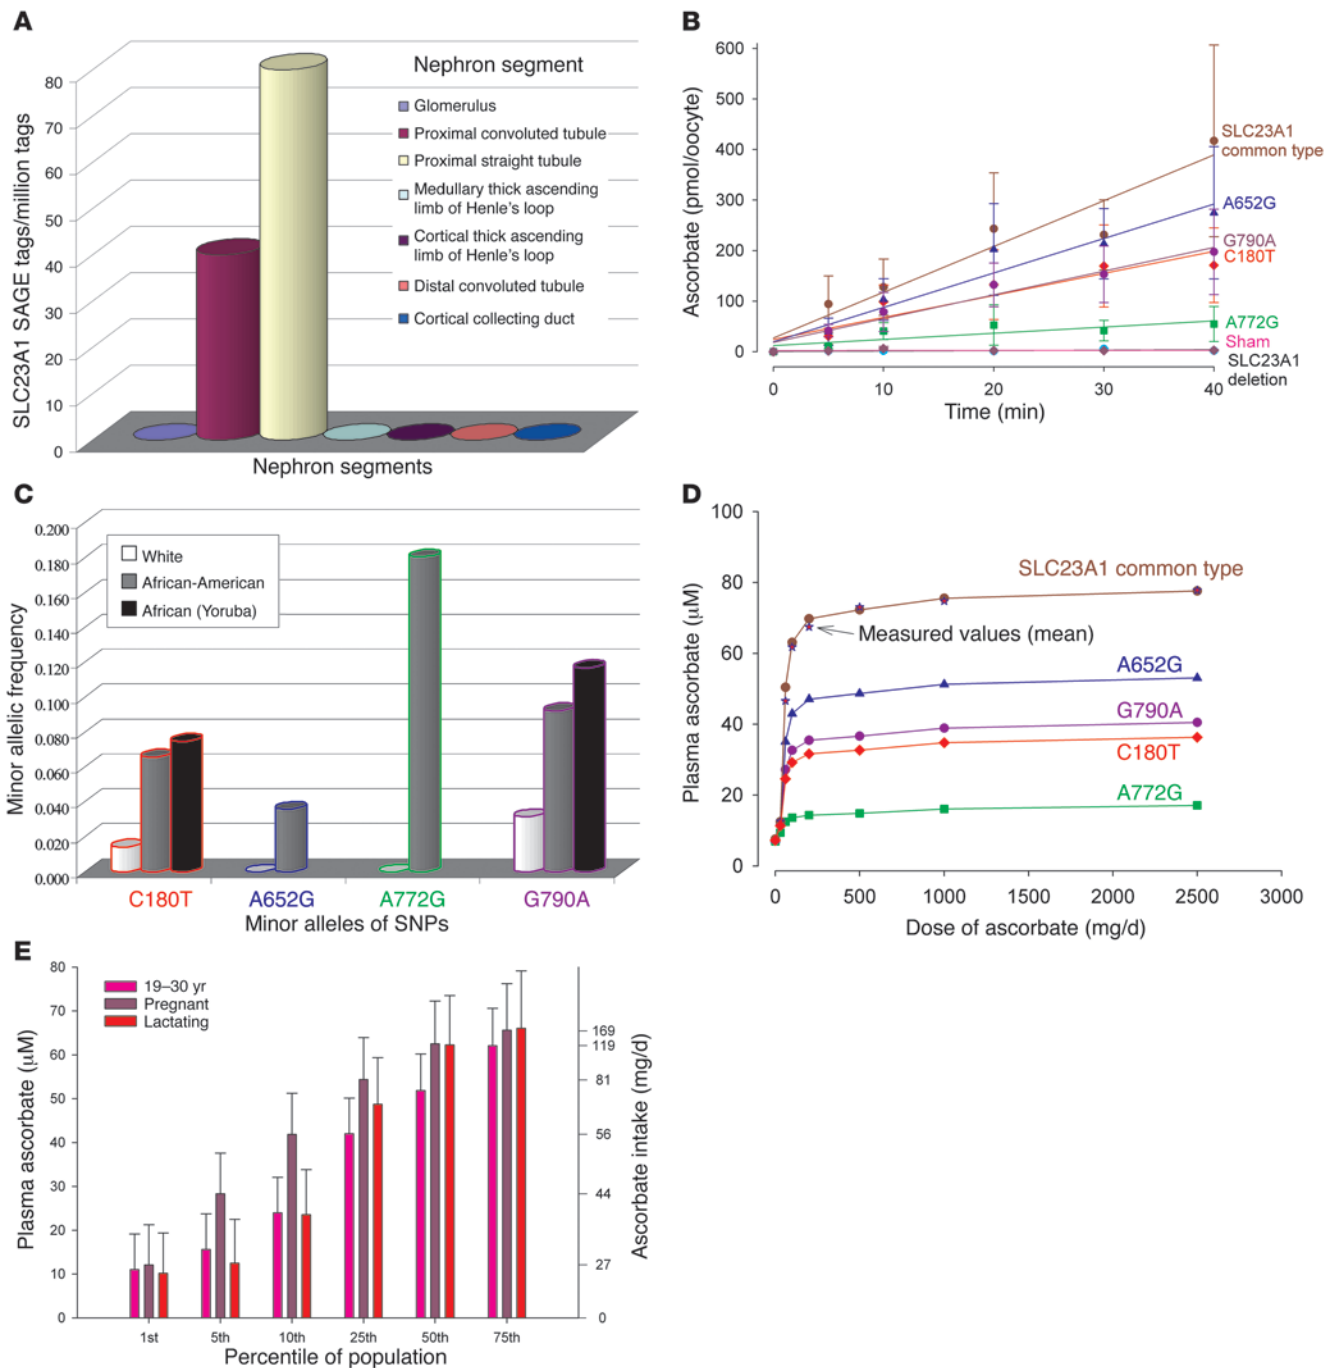 A
SLC23A1 SAGE tags/million tags
80
70
60
50
40
30
20
10
0
Nephron segment
Glomerulus
Proximal convoluted tubule
Proximal straight tubule
Medullary thick ascending
limb of Henle's loop
Cortical thick ascending
limb of Henle's loop
Distal convoluted tubule
Cortical collecting duct
Nephron segments
B
Ascorbate (pmol/oocyte)
600
500
400
300
200
100
0
SLC23A1
common type
A652G
G790A
C180T
A772G
Sham
SLC23A1
deletion
0 10 20 30 40
Time (min)
C
Minor allelic frequency
0.200
0.180
0.160
0.140
0.120
0.100
0.080
0.060
0.040
0.020
0.000
White
African-American
African (Yoruba)
C180T A652G A772G G790A
Minor alleles of SNPs
D
Plasma ascorbate (μM)
100
80
60
40
20
0
SLC23A1 common type
Measured values (mean)
A652G
G790A
C180T
A772G
0 500 1000 1500 2000 2500 3000
Dose of ascorbate (mg/d)
E
Plasma ascorbate (μM)
80
70
60
50
40
30
20
10
0
19–30 yr
Pregnant
Lactating
169
119
81
56
44
27
0
Ascorbate intake (mg/d)
1st 5th 10th 25th 50th 75th
Percentile of population